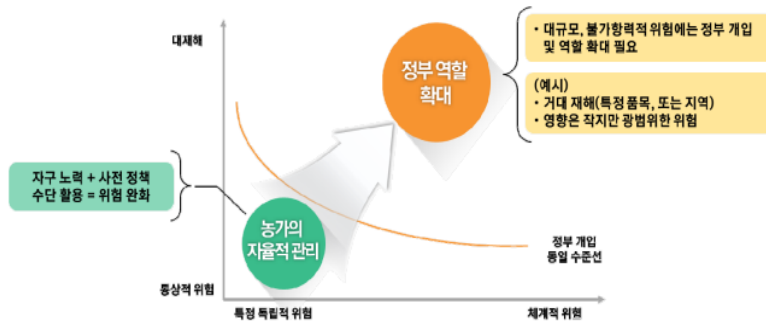 대재해
정부 역할
확대
• 대규모, 불가항력적 위험에는 정부 개입
및 역할 확대 필요
(예시)
• 거대 재해(특정 품목, 또는 지역)
• 영향은 작지만 광범위한 위험
자구 노력 + 사전 정책
수단 활용 = 위험 완화
농가의
자율적 관리
정부 개입
동일 수준선
통상적 위험
특정 독립적 위험
체계적 위험